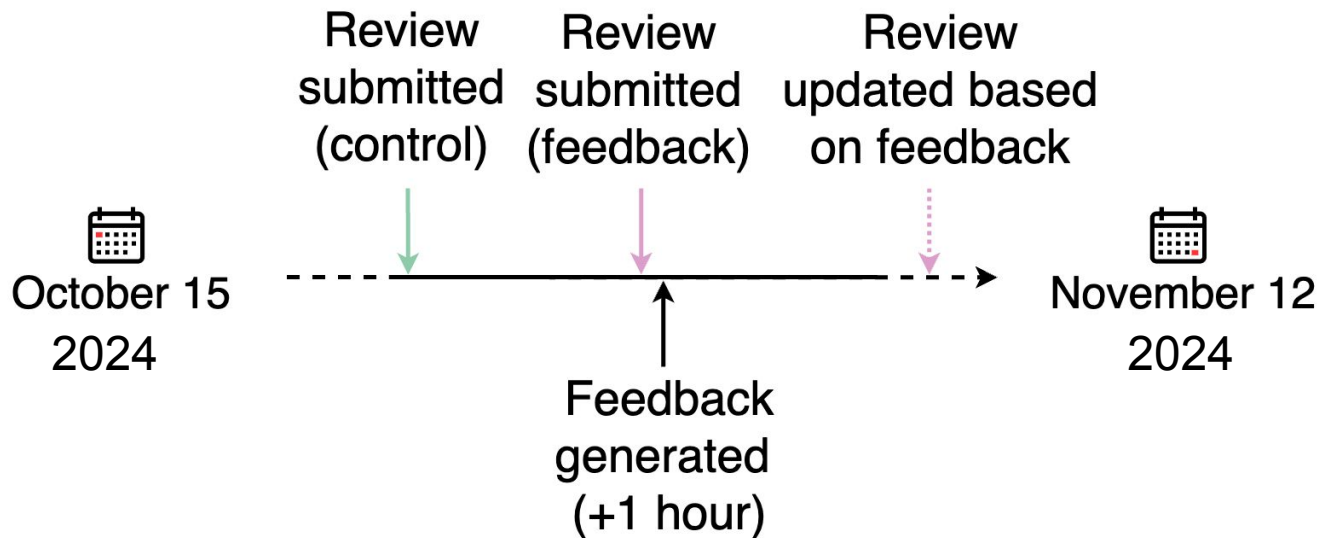 Review
submitted
(control)
Review
submitted
(feedback)
Review
updated based
on feedback
October 15
2024
November 12
2024
Feedback
generated
(+1 hour)